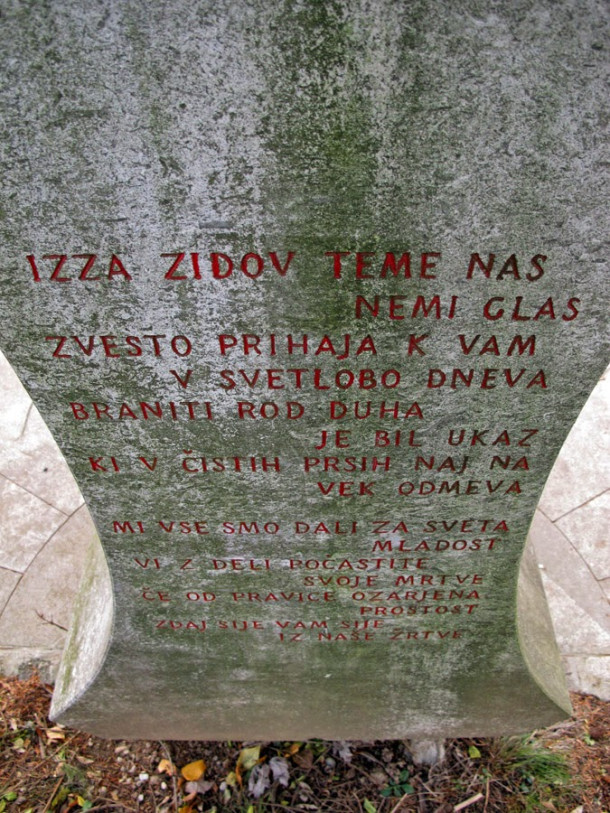 IZZA ZIDOV TEME NAS
NEMI GLAS
ZVESTO PRIHAJA K VAM
V SVETLOBO DNEVA
BRANITI ROD DUHA
JE BIL UKAZ
KI V ČISTIH PRSIH NAJ NA
VEK ODMEVA
MI VSE SMO DALI ZA SVETA
MLADOST
VI Z DELI POČASTITE
SVOJE MRTVE
ČE OD PRAVICE OZARJENA
PROSTOST
ZDAJ SIJE VAM SIJE
IZ NAŠE ŽRTVE